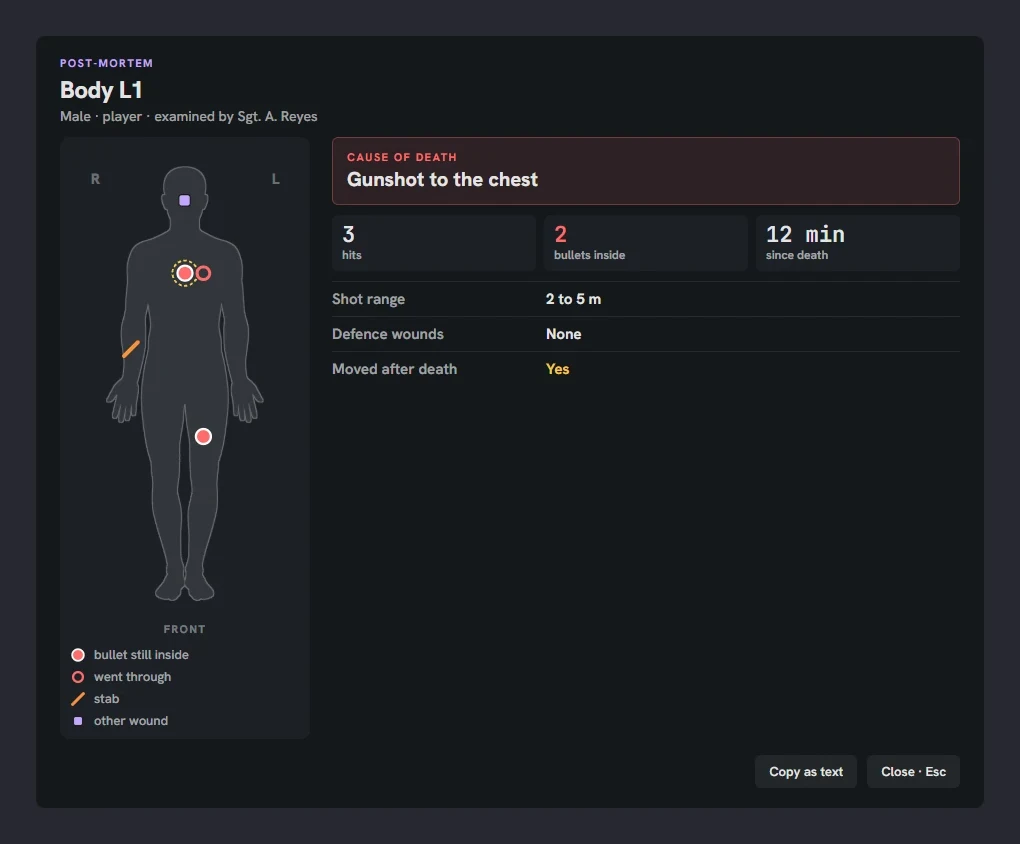 POST-MORTEM
Body L1
Male · player · examined by Sgt. A. Reyes
R
L
FRONT
bullet still inside
went through
stab
other wound
CAUSE OF DEATH
Gunshot to the chest
3
hits
2
bullets inside
12 min
since death
Shot range 2 to 5 m
Defence wounds None
Moved after death Yes
Copy as text
Close · Esc